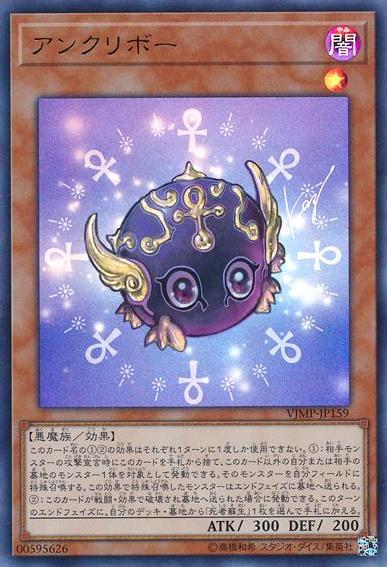 アンクリボー
闇
VJMP-JP159
【悪魔族／効果】
このカード名の①②の効果はそれぞれ１ターンに１度しか使用できない。①：相手モン
スターの攻撃宣言時にこのカードを手札から捨て、このカード以外の自分または相手の
墓地のモンスター１体を対象として発動できる。そのモンスターを自分フィールドに
特殊召喚する。この効果で特殊召喚したモンスターはエンドフェイズに墓地へ送られる。
②：このカードが戦闘・効果で破壊され墓地へ送られた場合に発動できる。このターン
のエンドフェイズに、自分のデッキ・墓地から「死者蘇生」１枚を選んで手札に加える。
ATK/ 300 DEF/ 200
00595626
©高橋和希 スタジオ・ダイス/集英社